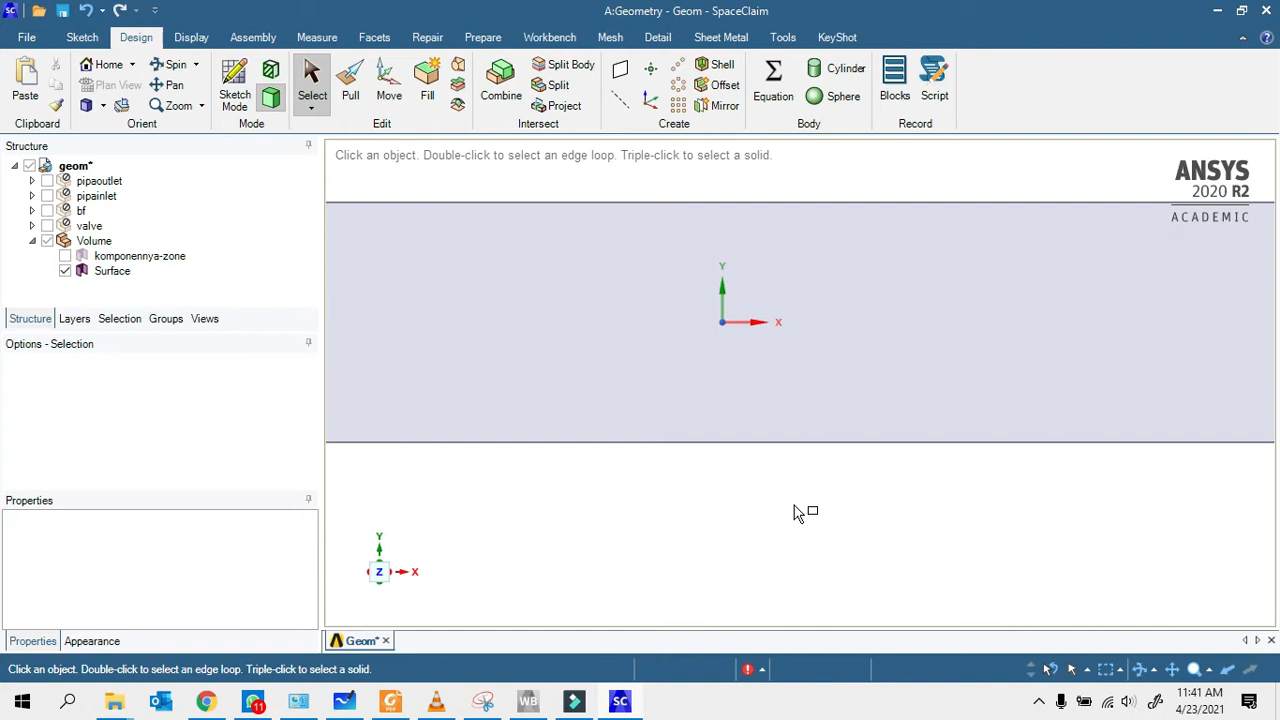 A:Geometry - Geom - SpaceClaim
File Sketch Design Display Assembly Measure Facets Repair Prepare Workbench Mesh Detail Sheet Metal Tools KeyShot
Home Spin Split Body Shell Cylinder
Plan View Pan Split Offset
Zoom Project Mirror Sphere
Paste Sketch Mode Select Pull Move Fill Combine Equation Blocks Script
Clipboard Orient Mode Edit Intersect Create Body Record
Structure
geom*
pipaoutlet
pipainlet
bf
valve
Volume
komponennya-zone
Surface
Structure Layers Selection Groups Views
Options - Selection
Properties
Properties Appearance
Click an object. Double-click to select an edge loop. Triple-click to select a solid.
ANSYS
2020 R2
ACADEMIC
Y
X
Y
Z X
Geom*
Click an object. Double-click to select an edge loop. Triple-click to select a solid.
11
WB
SC
11:41 AM
4/23/2021